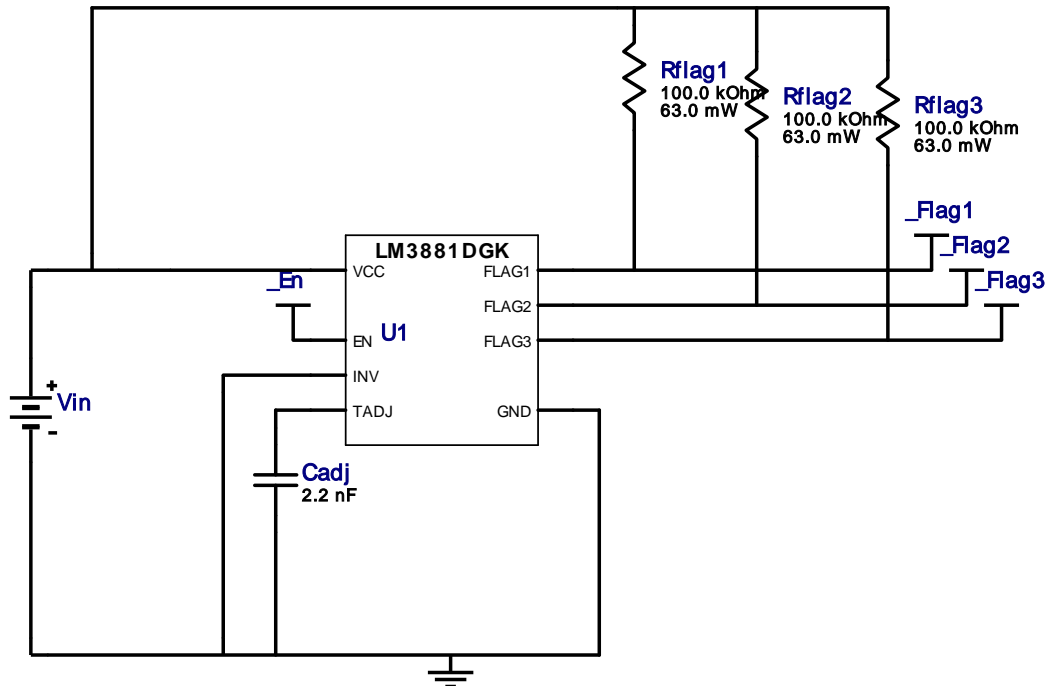 Rflag1
100.0 kOhm
63.0 mW
Rflag2
100.0 kOhm
63.0 mW
Rflag3
100.0 kOhm
63.0 mW
_Flag1
_Flag2
_Flag3
LM3881DGK
VCC
FLAG1
_En
FLAG2
EN
U1
FLAG3
INV
TADJ
GND
+
Vin
-
Cadj
2.2 nF